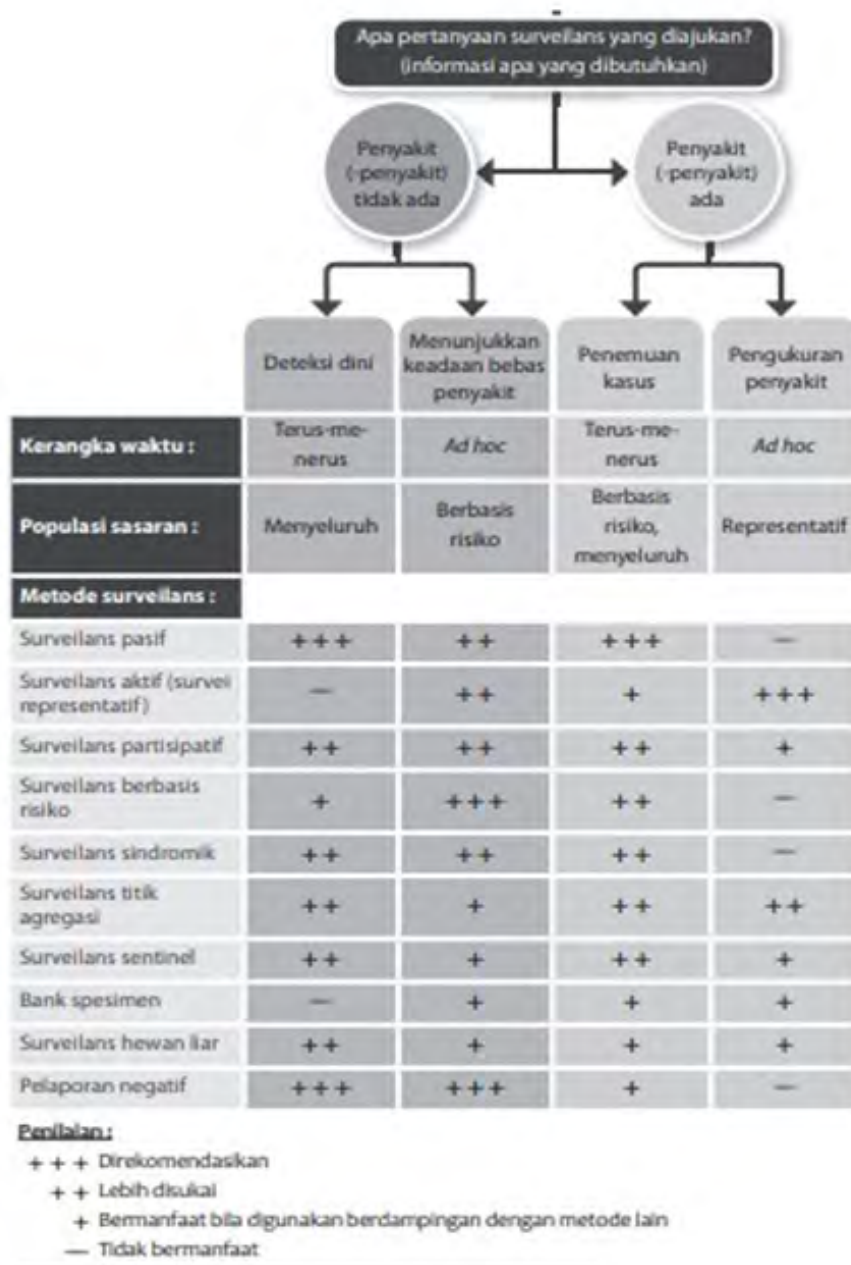 Apa pertanyaan surveilans yang diajukan?
(informasi apa yang dibutuhkan)
Penyakit
(-penyakit)
tidak ada
Penyakit
(-penyakit)
ada
Deteksi dini
Menunjukkan
keadaan bebas
penyakit
Penemuan
kasus
Pengukuran
penyakit
Kerangka waktu :
Terus-me-
nerus
Ad hoc
Terus-me-
nerus
Ad hoc
Populasi sasaran :
Menyeluruh
Berbasis
risiko
Berbasis
risiko,
menyeluruh
Representatif
Metode surveilans :
Surveilans pasif +++ ++ +++ —
Surveilans aktif (survei
representatif) — ++ + +++
Surveilans partisipatif ++ ++ ++ +
Surveilans berbasis
risiko + +++ ++ —
Surveilans sindromik ++ ++ ++ —
Surveilans titik
agregasi ++ + ++ ++
Surveilans sentinel ++ + ++ +
Bank spesimen — + + +
Surveilans hewan liar ++ + + +
Pelaporan negatif +++ +++ + —
Penilaian :
+ + + Direkomendasikan
+ + Lebih disukai
+ Bermanfaat bila digunakan berdampingan dengan metode lain
— Tidak bermanfaat